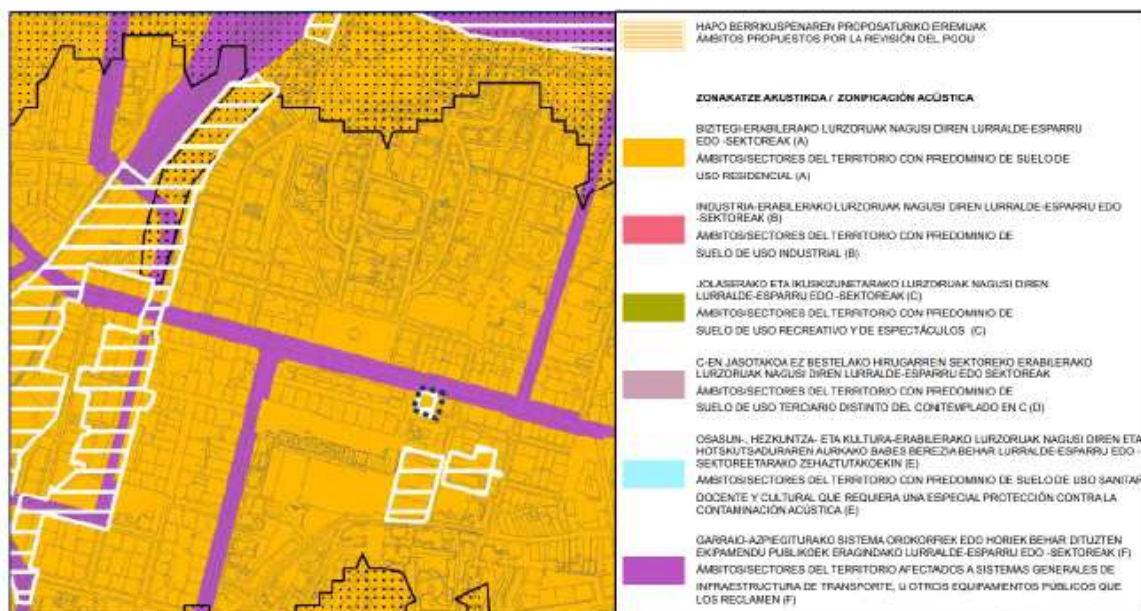 HAPO BERRIKUSPENAREN PROPOSATURIKO EREMUAK
ÁMBITOS PROPUESTOS POR LA REVISIÓN DEL PGOU
ZONAKATZE AKUSTIKOA / ZONIFICACIÓN ACÚSTICA
BIZITEGI-ERABILERAKO LURZORUAK NAGUSI DIREN LURRALDE-ESPARRU
EDO -SEKTOREAK (A)
ÁMBITOS/SECTORES DEL TERRITORIO CON PREDOMINIO DE SUELO DE
USO RESIDENCIAL (A)
INDUSTRIA-ERABILERAKO LURZORUAK NAGUSI DIREN LURRALDE-ESPARRU EDO
-SEKTOREAK (B)
ÁMBITOS/SECTORES DEL TERRITORIO CON PREDOMINIO DE
SUELO DE USO INDUSTRIAL (B)
JOLASERAKO ETA IKUSKIZUNETARAKO LURZORUAK NAGUSI DIREN
LURRALDE-ESPARRU EDO -SEKTOREAK (C)
ÁMBITOS/SECTORES DEL TERRITORIO CON PREDOMINIO DE
SUELO DE USO RECREATIVO Y DE ESPECTÁCULOS (C)
C-EN JASOTAKOA EZ BESTELAKO HIRUGARREN SEKTOREKO ERABILERAKO
LURZORUAK NAGUSI DIREN LURRALDE-ESPARRU EDO SEKTOREAK
ÁMBITOS/SECTORES DEL TERRITORIO CON PREDOMINIO DE
SUELO DE USO TERCIARIO DISTINTO DEL CONTEMPLADO EN C (D)
OSASUN-, HEZKUNTZA- ETA KULTURA-ERABILERAKO LURZORUAK NAGUSI DIREN ETA
HOTSKUTSADURAREN AURKAKO BABES BEREZIA BEHAR LURRALDE-ESPARRU EDO -
SEKTOREETARAKO ZEHAZTUTAKOEKIN (E)
ÁMBITOS/SECTORES DEL TERRITORIO CON PREDOMINIO DE SUELO DE USO SANITAR
DOCENTE Y CULTURAL QUE REQUIERA UNA ESPECIAL PROTECCIÓN CONTRA LA
CONTAMINACIÓN ACÚSTICA (E)
GARRAIO-AZPIEGITURAKO SISTEMA OROKORREK EDO HORIEK BEHAR DITUZTEN
EKIPAMENDU PUBLIKOEK ERAGINDAKO LURRALDE-ESPARRU EDO -SEKTOREAK (F)
ÁMBITOS/SECTORES DEL TERRITORIO AFECTADOS A SISTEMAS GENERALES DE
INFRAESTRUCTURA DE TRANSPORTE, U OTROS EQUIPAMIENTOS PÚBLICOS QUE
LOS RECLAMEN (F)